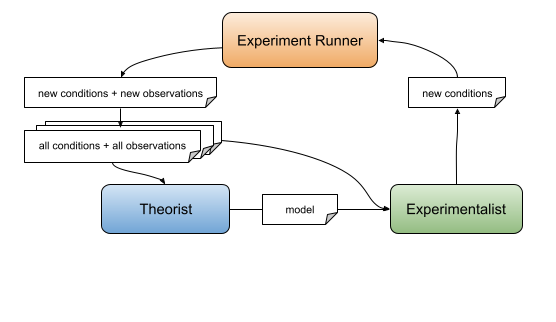 Experiment Runner
new conditions + new observations
new conditions
all conditions + all observations
Theorist
model
Experimentalist